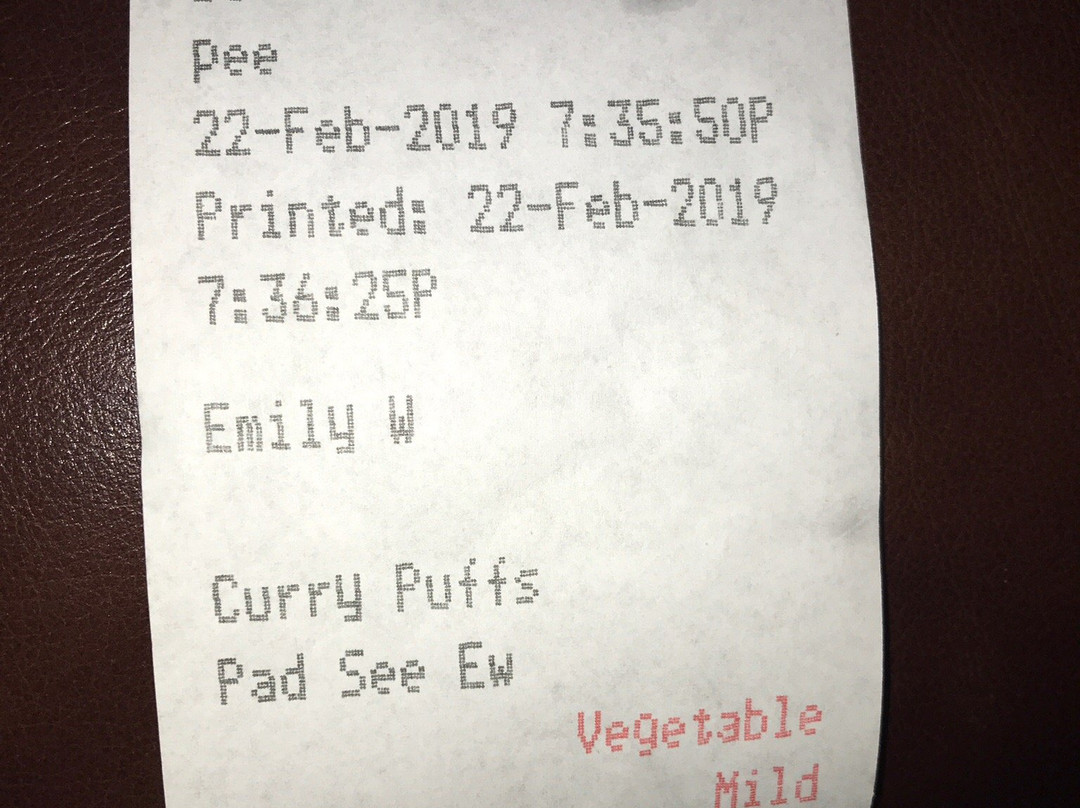 pee
22-Feb-2019 7:35:50P
Printed: 22-Feb-2019
7:36:25P
Emily W
Curry Puffs
Pad See Ew
Vegetable
Mild